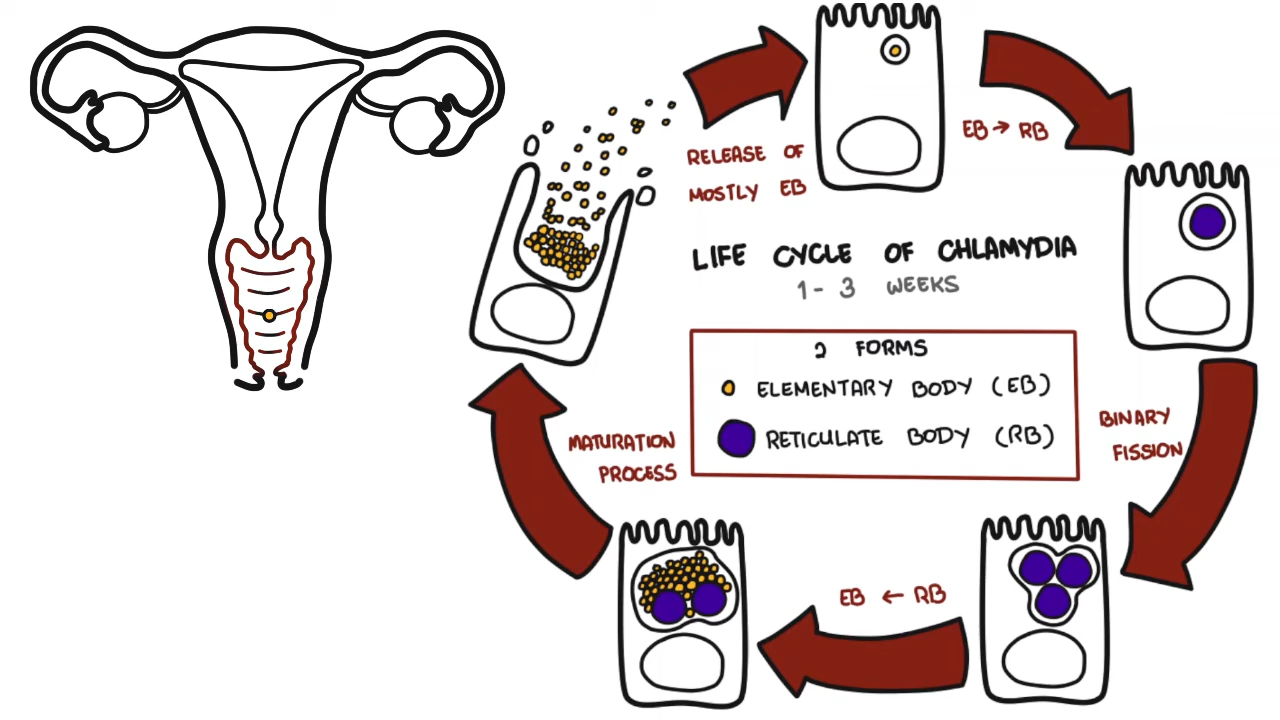 EB → RB
RELEASE OF
MOSTLY EB
LIFE CYCLE OF CHLAMYDIA
1 - 3 WEEKS
2 FORMS
ELEMENTARY BODY (EB)
RETICULATE BODY (RB)
BINARY
FISSION
MATURATION
PROCESS
EB ← RB